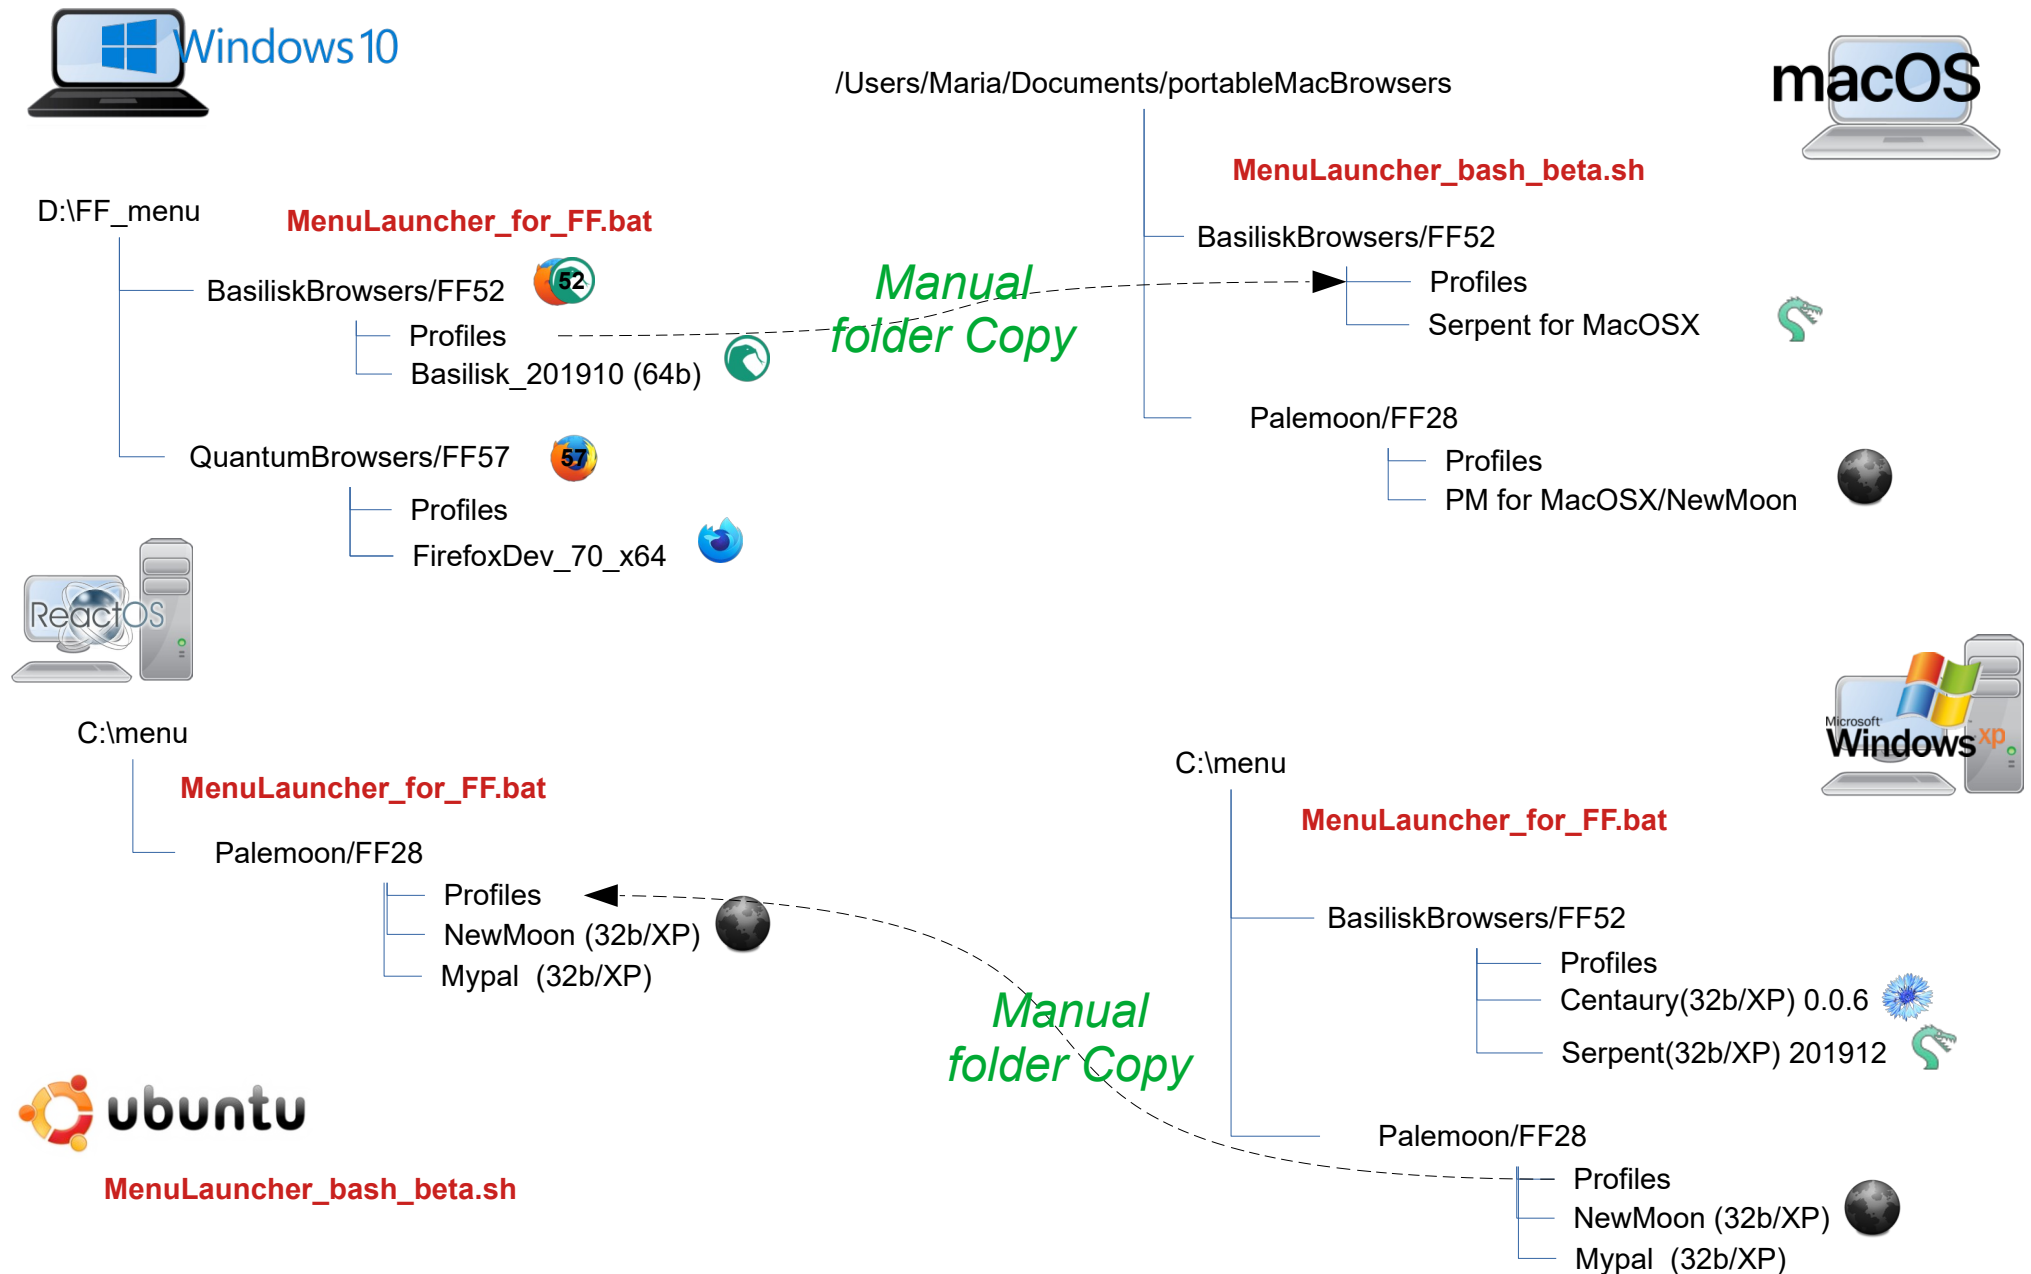 Windows 10
D:\FF_menu
MenuLauncher_for_FF.bat
BasiliskBrowsers/FF52
52
Profiles
Basilisk_201910 (64b)
QuantumBrowsers/FF57
57
Profiles
FirefoxDev_70_x64
Manual
folder Copy
macOS
/Users/Maria/Documents/portableMacBrowsers
MenuLauncher_bash_beta.sh
BasiliskBrowsers/FF52
Profiles
Serpent for MacOSX
Palemoon/FF28
Profiles
PM for MacOSX/NewMoon
ReactOS
C:\menu
MenuLauncher_for_FF.bat
Palemoon/FF28
Profiles
NewMoon (32b/XP)
Mypal (32b/XP)
Manual
folder Copy
Microsoft
Windows xp
C:\menu
MenuLauncher_for_FF.bat
BasiliskBrowsers/FF52
Profiles
Centaury(32b/XP) 0.0.6
Serpent(32b/XP) 201912
Palemoon/FF28
Profiles
NewMoon (32b/XP)
Mypal (32b/XP)
ubuntu
MenuLauncher_bash_beta.sh